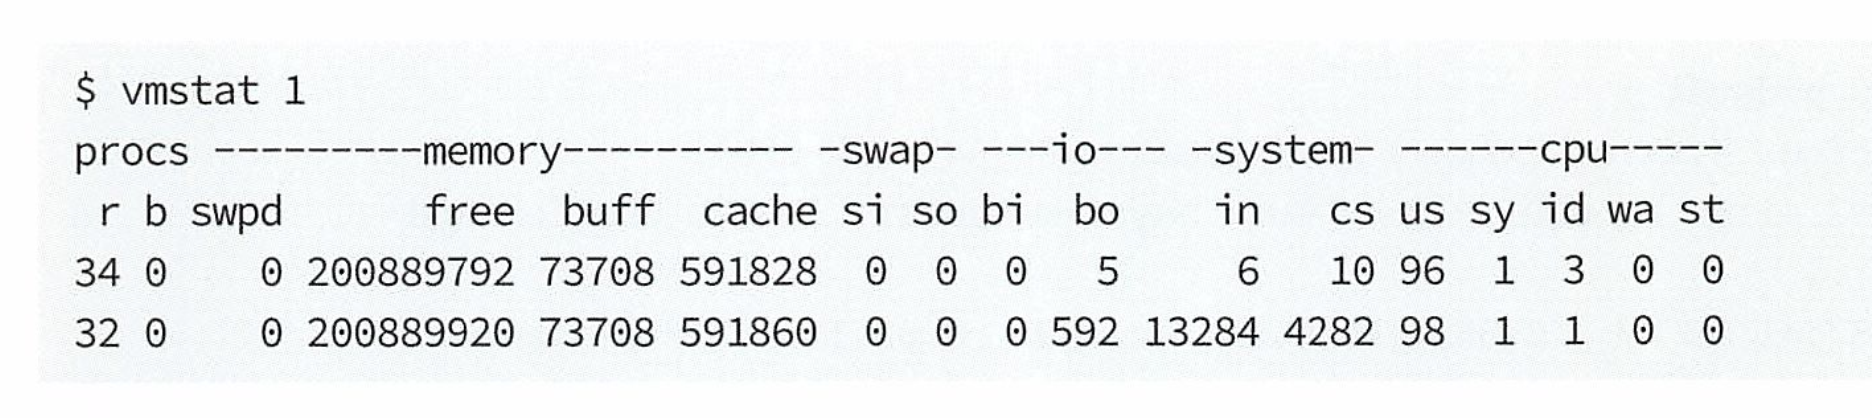 $ vmstat 1
procs ---------memory---------- -swap- ---io--- -system- ------cpu-----
 r b swpd      free  buff  cache si so bi  bo    in   cs us sy id wa st
34 0    0 200889792 73708 591828  0  0  0   5     6   10 96  1  3  0  0
32 0    0 200889920 73708 591860  0  0  0 592 13284 4282 98  1  1  0  0